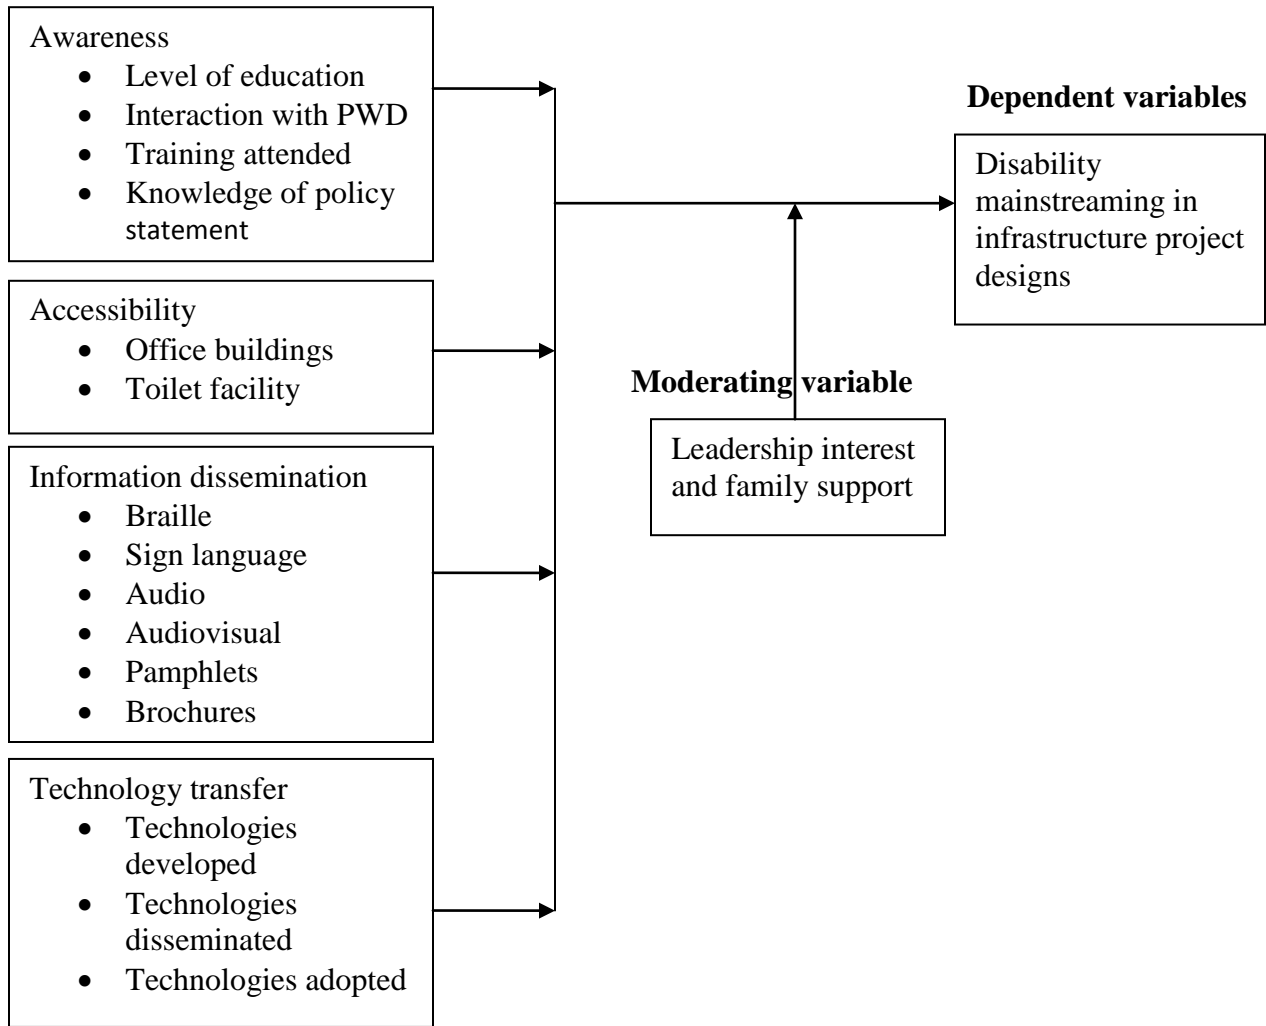 Awareness
• Level of education
• Interaction with PWD
• Training attended
• Knowledge of policy
statement
Accessibility
• Office buildings
• Toilet facility
Information dissemination
• Braille
• Sign language
• Audio
• Audiovisual
• Pamphlets
• Brochures
Technology transfer
• Technologies
developed
• Technologies
disseminated
• Technologies adopted
Moderating variable
Leadership interest
and family support
Dependent variables
Disability
mainstreaming in
infrastructure project
designs